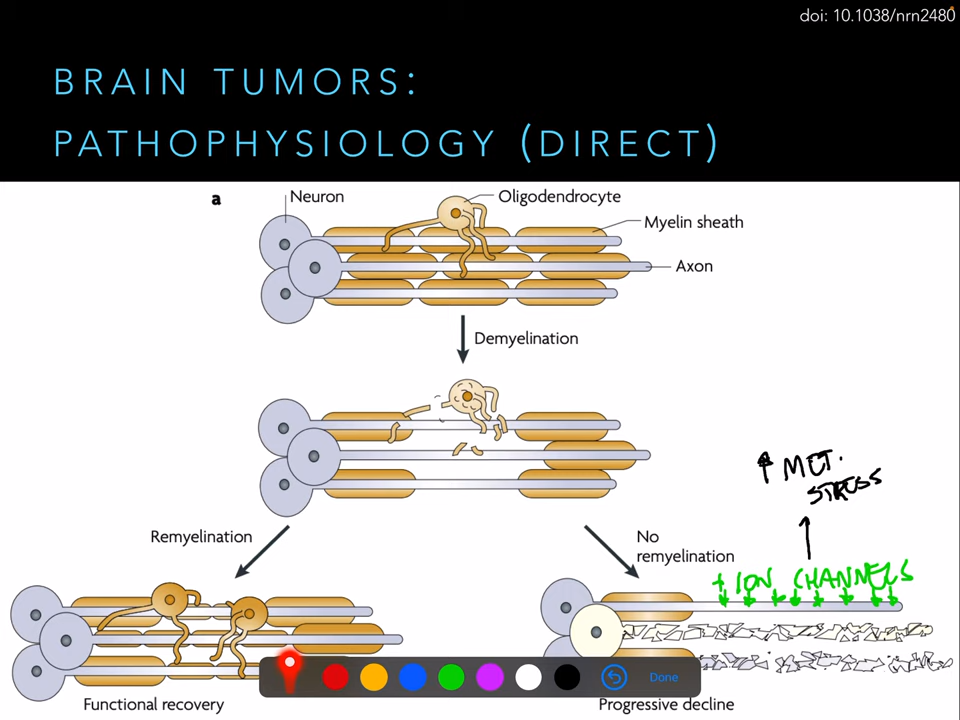 doi: 10.1038/nrn2480
BRAIN TUMORS:
PATHOPHYSIOLOGY (DIRECT)
a
Neuron
Oligodendrocyte
Myelin sheath
Axon
Demyelination
↑ MET.
STRESS
Remyelination
No
remyelination
+ ION CHANNELS
Done
Functional recovery
Progressive decline